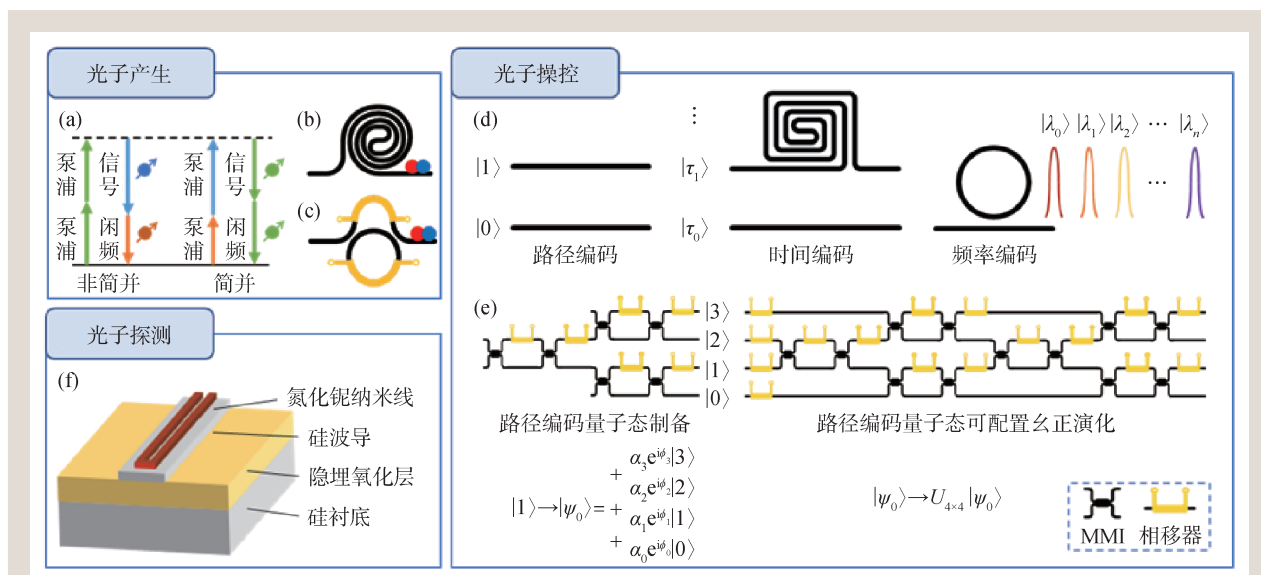 光子产生
(a)
泵浦
信号
泵浦
闲频
泵浦
信号
泵浦
闲频
非简并
简并
(b)
(c)
光子探测
(f)
氮化铌纳米线
硅波导
隐埋氧化层
硅衬底
光子操控
(d)
⋮
|1⟩
|0⟩
路径编码
|τ₁⟩
|τ₀⟩
时间编码
|λ₀⟩ |λ₁⟩ |λ₂⟩ ⋯ |λₙ⟩
⋯
频率编码
(e)
|3⟩
|2⟩
|1⟩
|0⟩
路径编码量子态制备
|1⟩→|ψ₀⟩=
α₃e^{iϕ₃}|3⟩
+
α₂e^{iϕ₂}|2⟩
+
α₁e^{iϕ₁}|1⟩
+
α₀e^{iϕ₀}|0⟩
路径编码量子态可配置幺正演化
|ψ₀⟩→U₄ₓ₄|ψ₀⟩
MMI 相移器